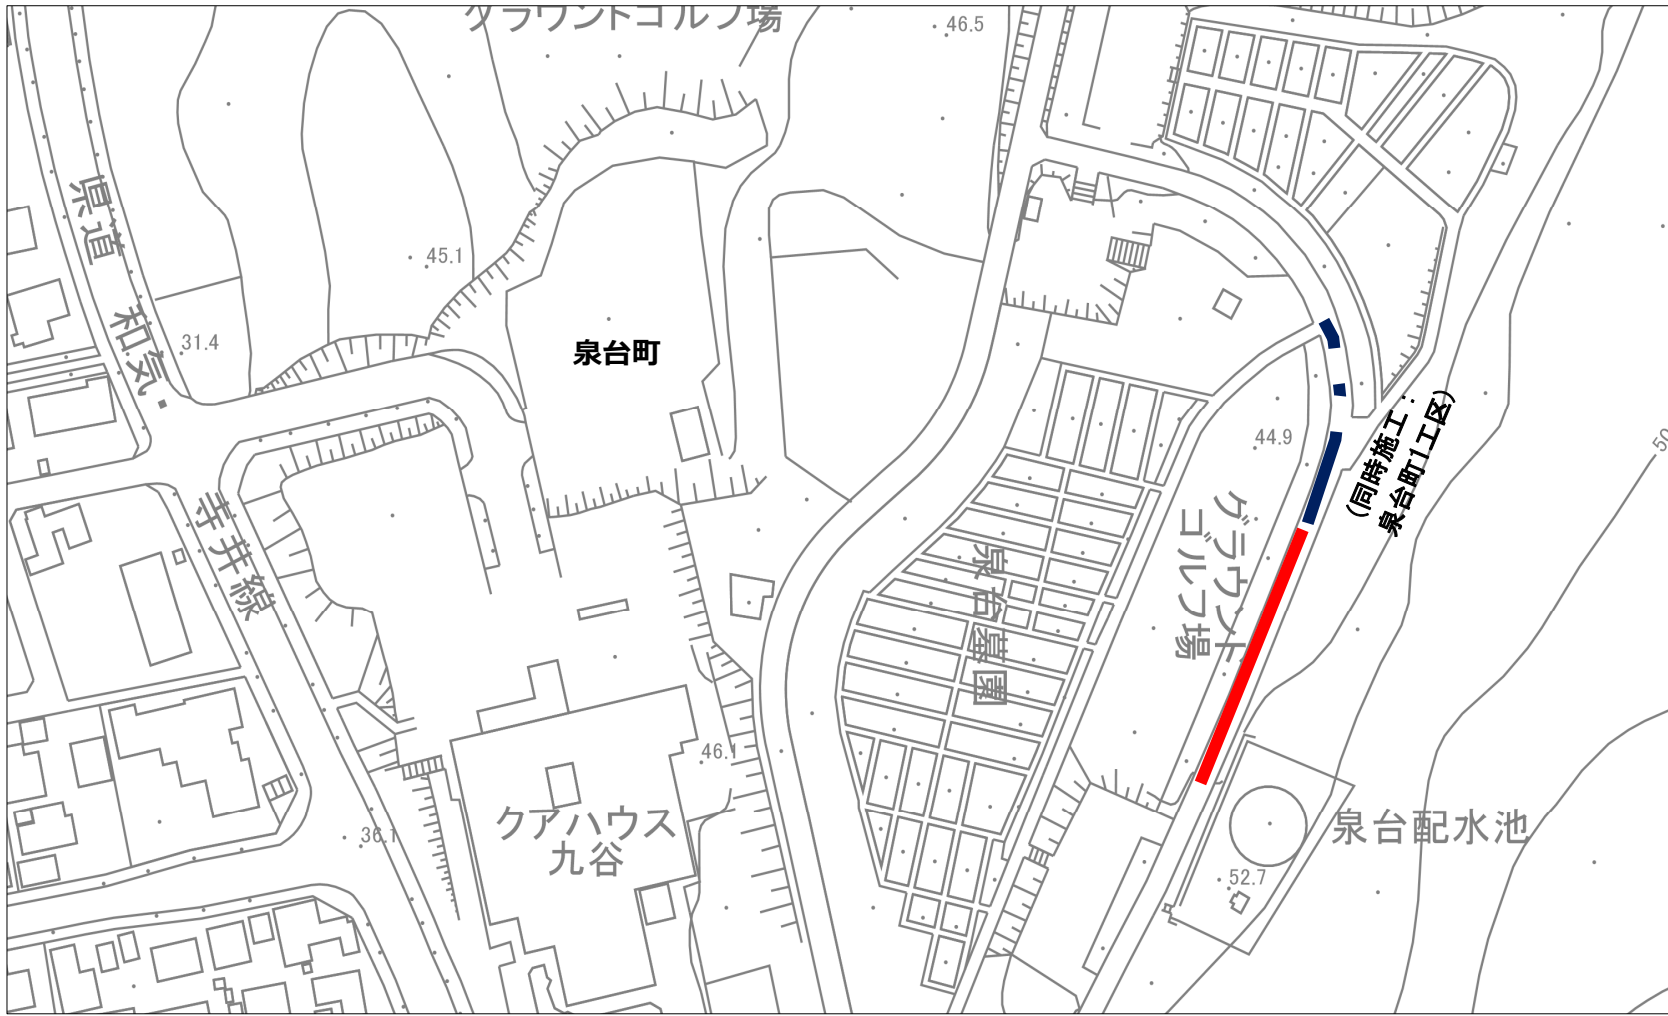 グラウンドゴルフ場
46.5
県道 和気・寺井線
45.1
31.4
泉台町
44.9
(同時施工:
泉台町1工区)
50
グラウンド
ゴルフ場
泉台墓園
46.1
クアハウス
九谷
36.1
泉台配水池
52.7